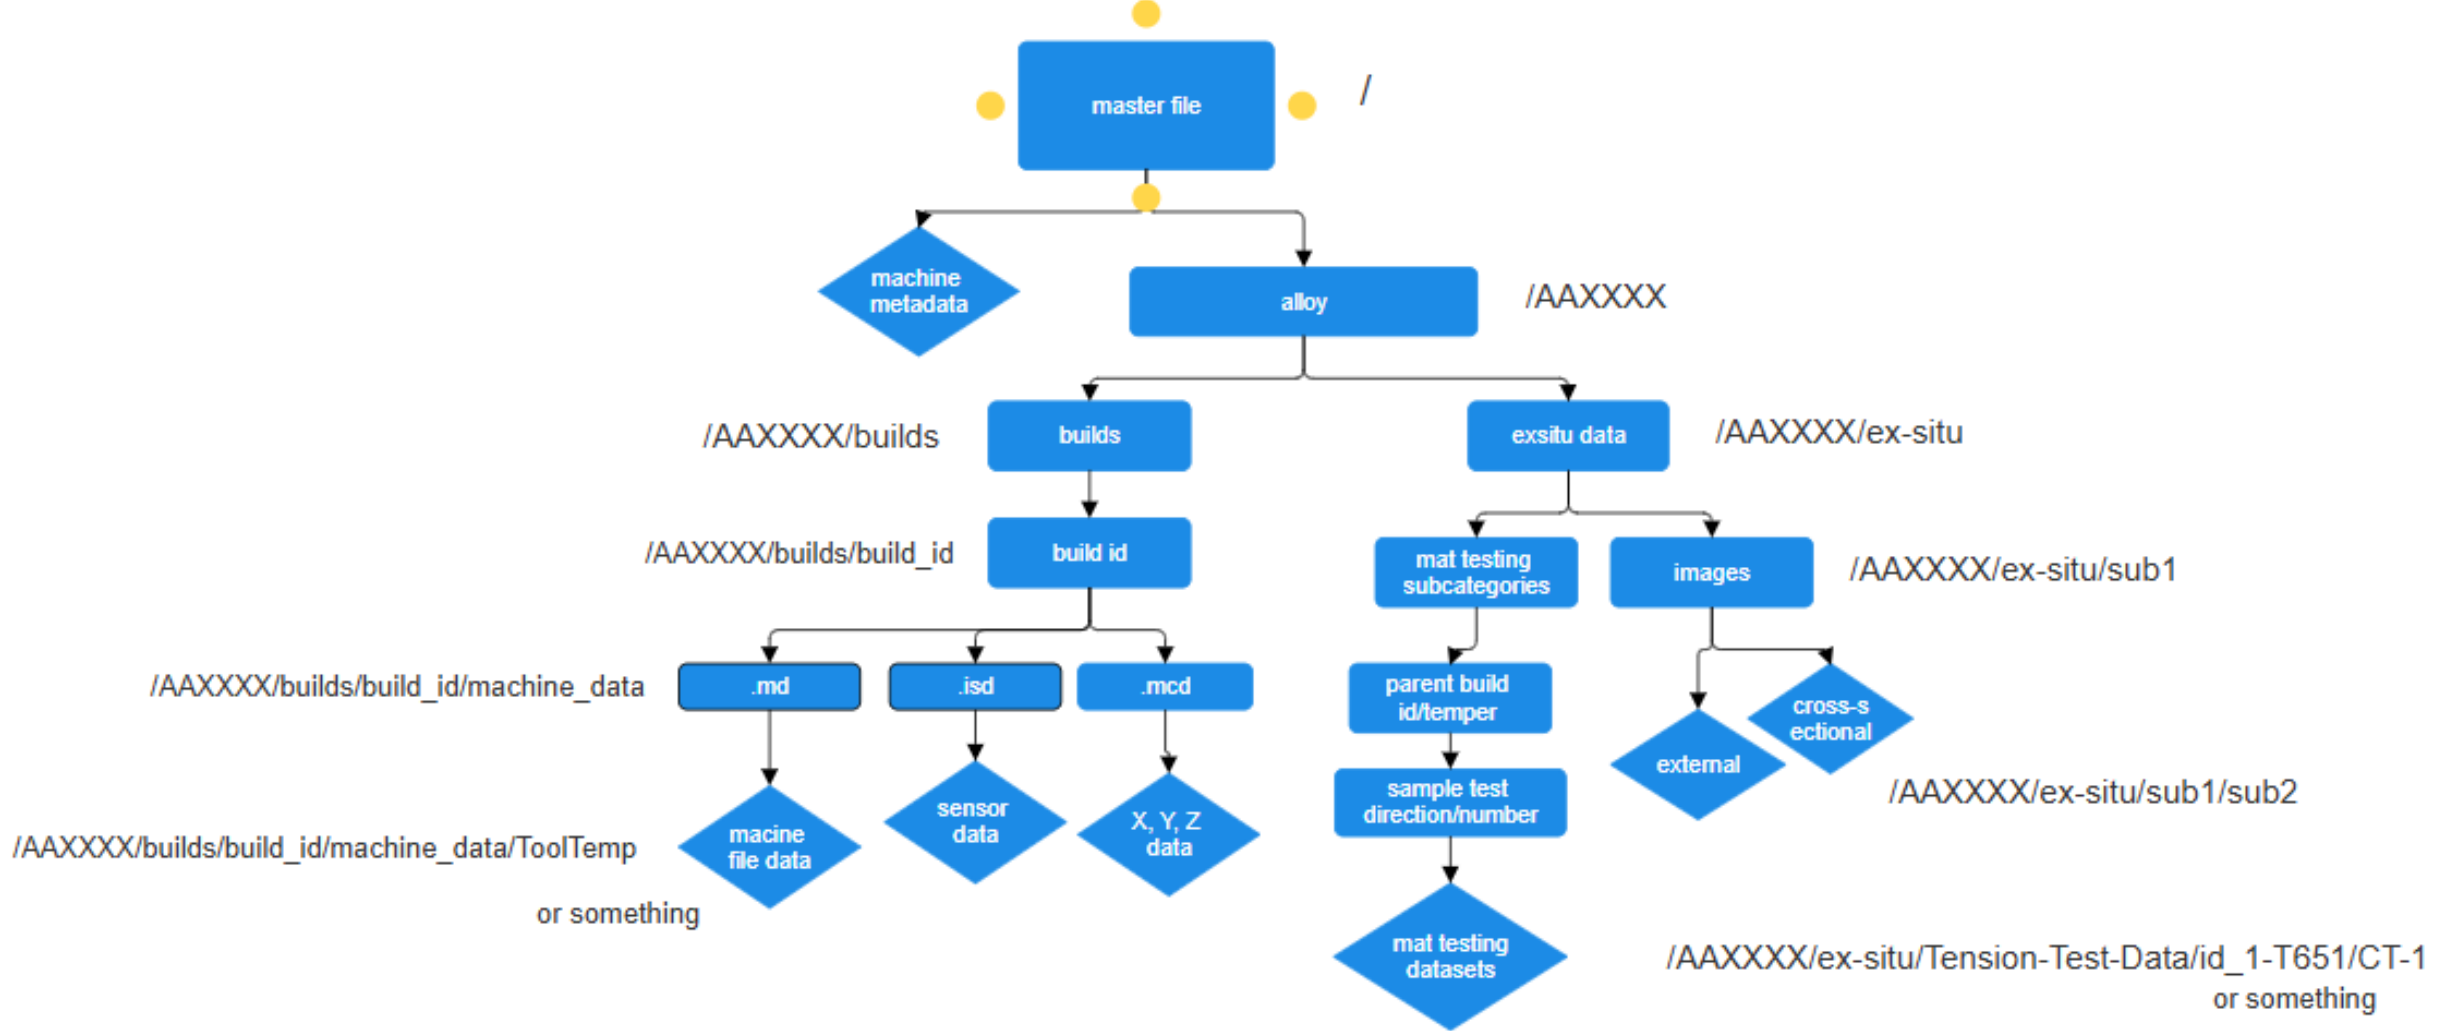 master file
/
machine
metadata
alloy
/AAXXXX
/AAXXXX/builds
builds
exsitu data
/AAXXXX/ex-situ
/AAXXXX/builds/build_id
build id
mat testing
subcategories
images
/AAXXXX/ex-situ/sub1
/AAXXXX/builds/build_id/machine_data
.md
.isd
.mcd
parent build
id/temper
cross-s
ectional
external
sample test
direction/number
/AAXXXX/ex-situ/sub1/sub2
/AAXXXX/builds/build_id/machine_data/ToolTemp
or something
macine
file data
sensor
data
X, Y, Z
data
mat testing
datasets
/AAXXXX/ex-situ/Tension-Test-Data/id_1-T651/CT-1
or something